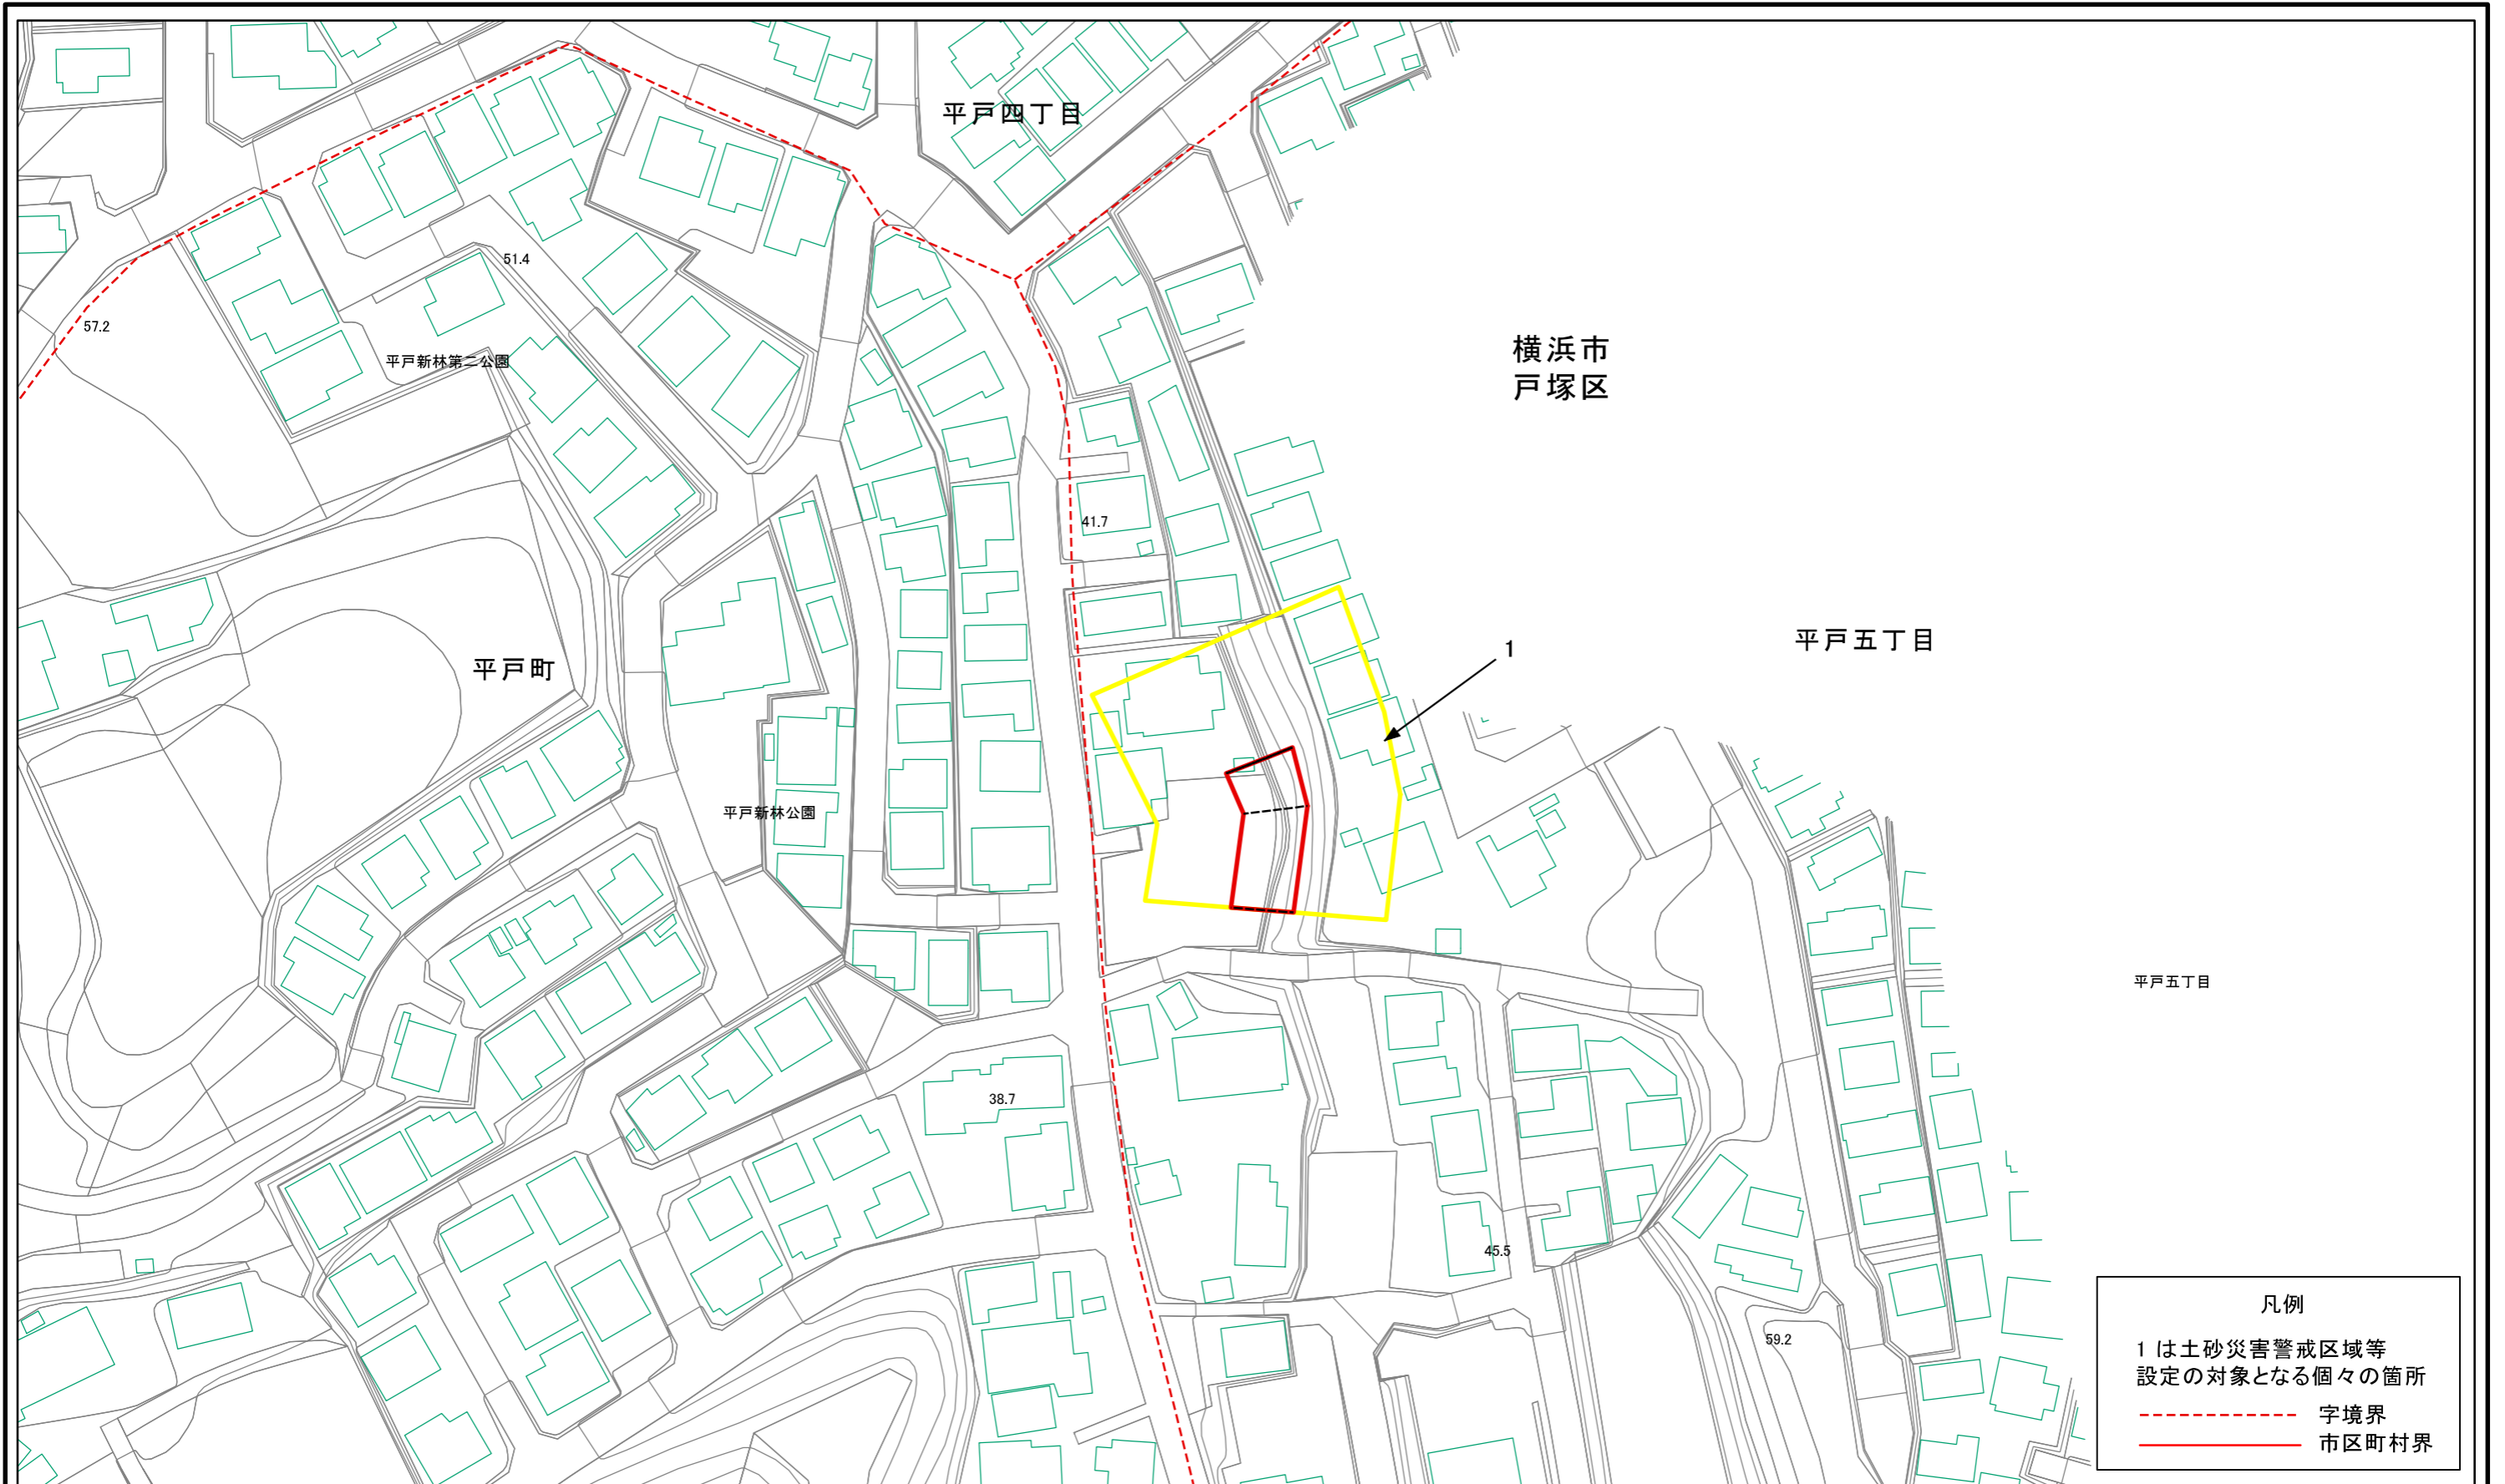 平戸四丁目
51.4
57.2
平戸新林第二公園
横浜市
戸塚区
41.7
平戸五丁目
1
平戸町
平戸新林公園
平戸五丁目
38.7
45.5
59.2
凡例
1 は土砂災害警戒区域等
設定の対象となる個々の箇所
字境界
市区町村界